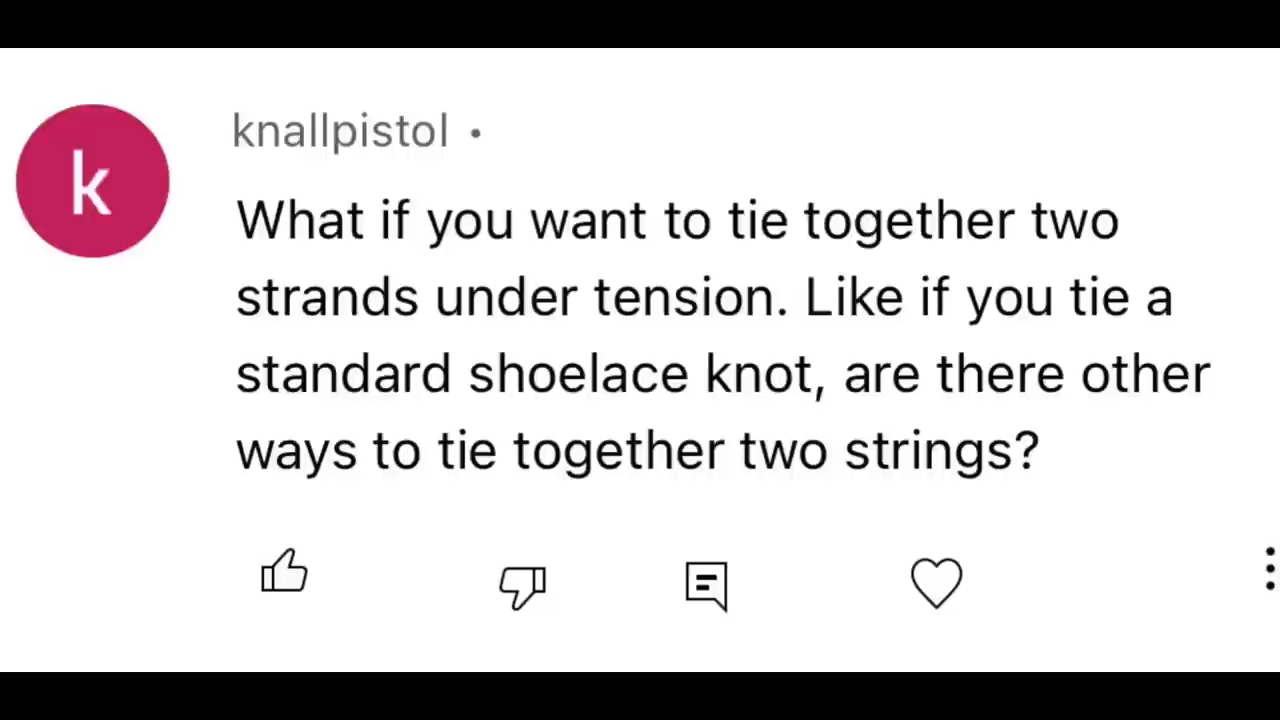 k
knallpistol •
What if you want to tie together two
strands under tension. Like if you tie a
standard shoelace knot, are there other
ways to tie together two strings?